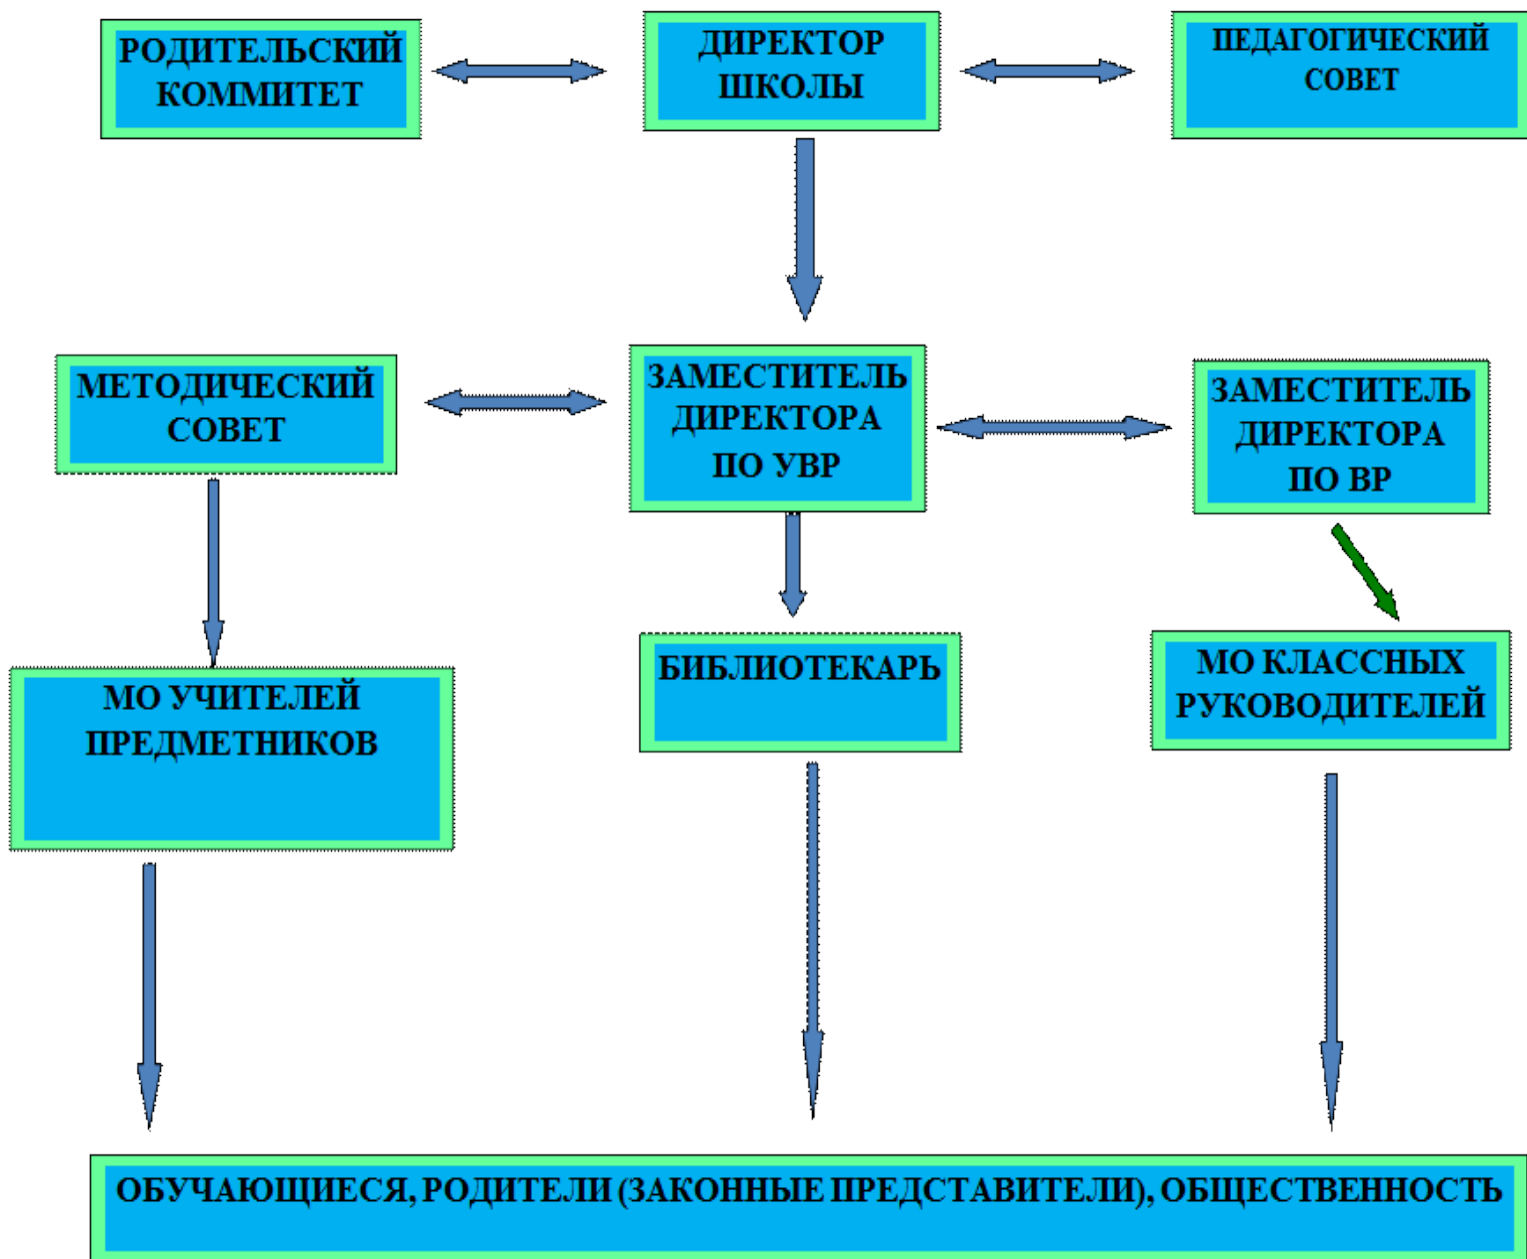 РОДИТЕЛЬСКИЙ
КОММИТЕТ
ДИРЕКТОР
ШКОЛЫ
ПЕДАГОГИЧЕСКИЙ
СОВЕТ
МЕТОДИЧЕСКИЙ
СОВЕТ
ЗАМЕСТИТЕЛЬ
ДИРЕКТОРА
ПО УВР
ЗАМЕСТИТЕЛЬ
ДИРЕКТОРА
ПО ВР
МО УЧИТЕЛЕЙ
ПРЕДМЕТНИКОВ
БИБЛИОТЕКАРЬ
МО КЛАССНЫХ
РУКОВОДИТЕЛЕЙ
ОБУЧАЮЩИЕСЯ, РОДИТЕЛИ (ЗАКОННЫЕ ПРЕДСТАВИТЕЛИ), ОБЩЕСТВЕННОСТЬ